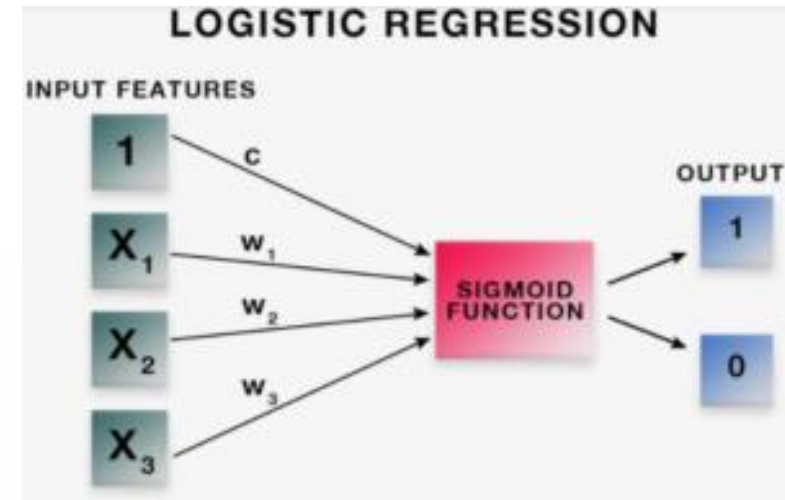 LOGISTIC REGRESSION
INPUT FEATURES
1
C
X₁
W₁
X₂
W₂
X₃
W₃
SIGMOID
FUNCTION
OUTPUT
1
0